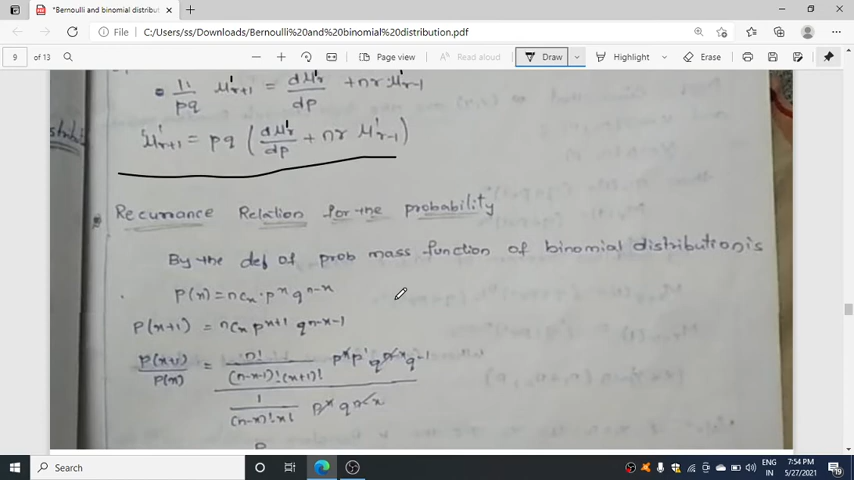 *Bernoulli and binomial distribut
File C:/Users/ss/Downloads/Bernoulli%20and%20binomial%20distribution.pdf
9 of 13 Page view Read aloud Draw Highlight Erase
1/pq μ'r+1 = dμ'r/dp + nr μ'r-1
μ'r+1 = pq (dμ'r/dp + nr μ'r-1)
Recurrance Relation for the probability
By the def of prob mass function of binomial distribution is
P(x) = ncx · p^x q^n-x
P(x+1) = ncx p^x+1 q^n-x-1
P(x+1)/P(x) = n!/(n-x-1)!(x+1)! p^x p' q^n-x q^-1
1/(n-x)! x! p^x q^n-x
P
Search
ENG
IN
7:54 PM
5/27/2021
19